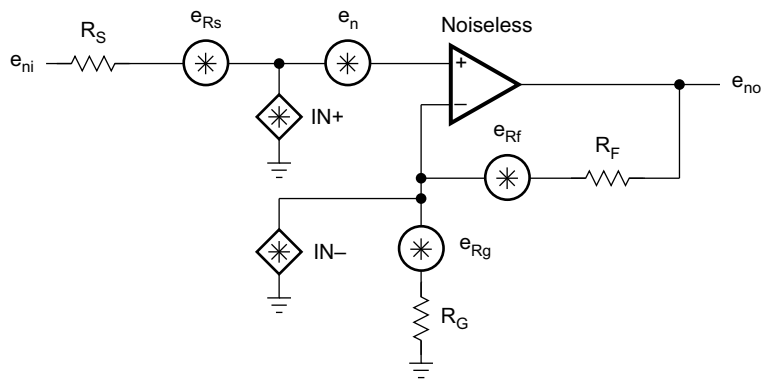 Noiseless
R_S
e_Rs
e_n
e_ni
+
e_no
IN+
–
e_Rf
R_F
IN–
e_Rg
R_G